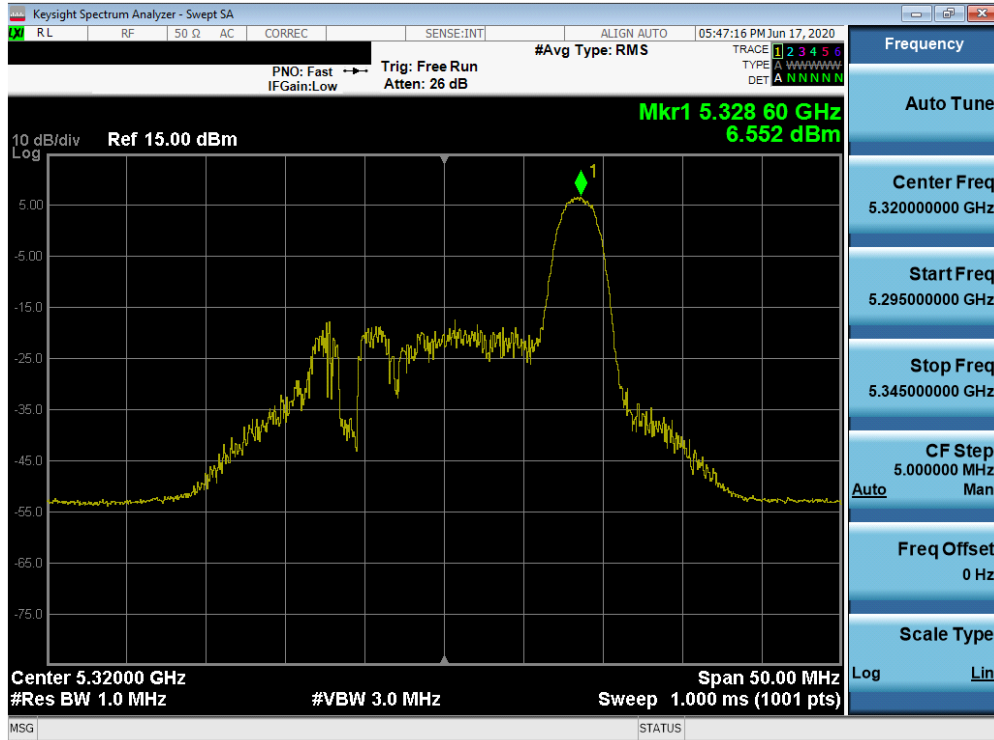 Keysight Spectrum Analyzer - Swept SA
LXI RL RF 50 Ω AC CORREC SENSE:INT ALIGN AUTO 05:47:16 PM Jun 17, 2020
#Avg Type: RMS
TRACE 1 2 3 4 5 6
PNO: Fast Trig: Free Run
TYPE A WWWWW
IFGain:Low Atten: 26 dB
DET A N N N N N
Mkr1 5.328 60 GHz
6.552 dBm
10 dB/div Ref 15.00 dBm
Log
1
5.00
-5.00
-15.0
-25.0
-35.0
-45.0
-55.0
-65.0
-75.0
Center 5.32000 GHz Span 50.00 MHz
#Res BW 1.0 MHz #VBW 3.0 MHz Sweep 1.000 ms (1001 pts)
MSG STATUS
Frequency
Auto Tune
Center Freq
5.320000000 GHz
Start Freq
5.295000000 GHz
Stop Freq
5.345000000 GHz
CF Step
5.000000 MHz
Auto Man
Freq Offset
0 Hz
Scale Type
Log Lin